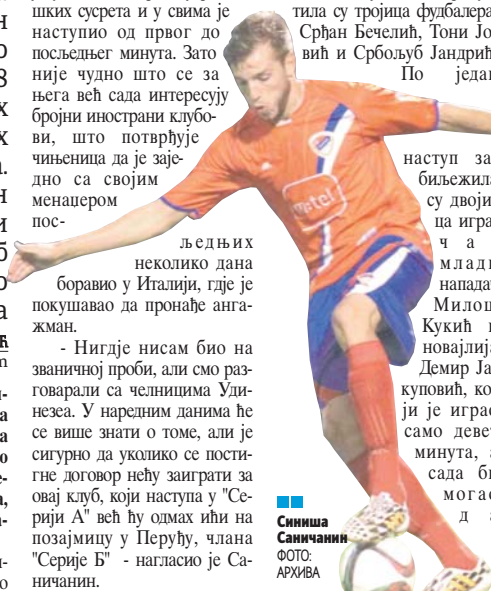 шких сусрета и у свима је
наступио од првог до
посљедњег минута. Зато
није чудно што се за
њега већ сада интересују
бројни инострани клубо-
ви, што потврђује
чињеница да је заје-
дно са својим
менаџером
пос-
љедњих
неколико дана
боравио у Италији, гдје је
покушавао да пронађе анга-
жман.
- Нигдје нисам био на
званичној проби, али смо раз-
говарали са челницима Уди-
незеа. У наредним данима ће
се више знати о томе, али је
сигурно да уколико се пости-
гне договор нећу заиграти за
овај клуб, који наступа у "Се-
рији А" већ ћу одмах ићи на
позајмицу у Перуђу, члана
"Серије Б" - нагласио је Са-
ничанин.
m:tel
Синиша
Саничанин
ФОТО:
АРХИВА
тила су тројица фудбалера
Срђан Бечелић, Тони Јо
вић и Србољуб Јандрић
По један
наступ за
биљежила
су двоји
ца игра
ч а
млади
нападач
Милош
Кукић и
новајлија
Демир Ја
куповић, ко
ји је играо
само девет
минута, а
сада би
могао
д а